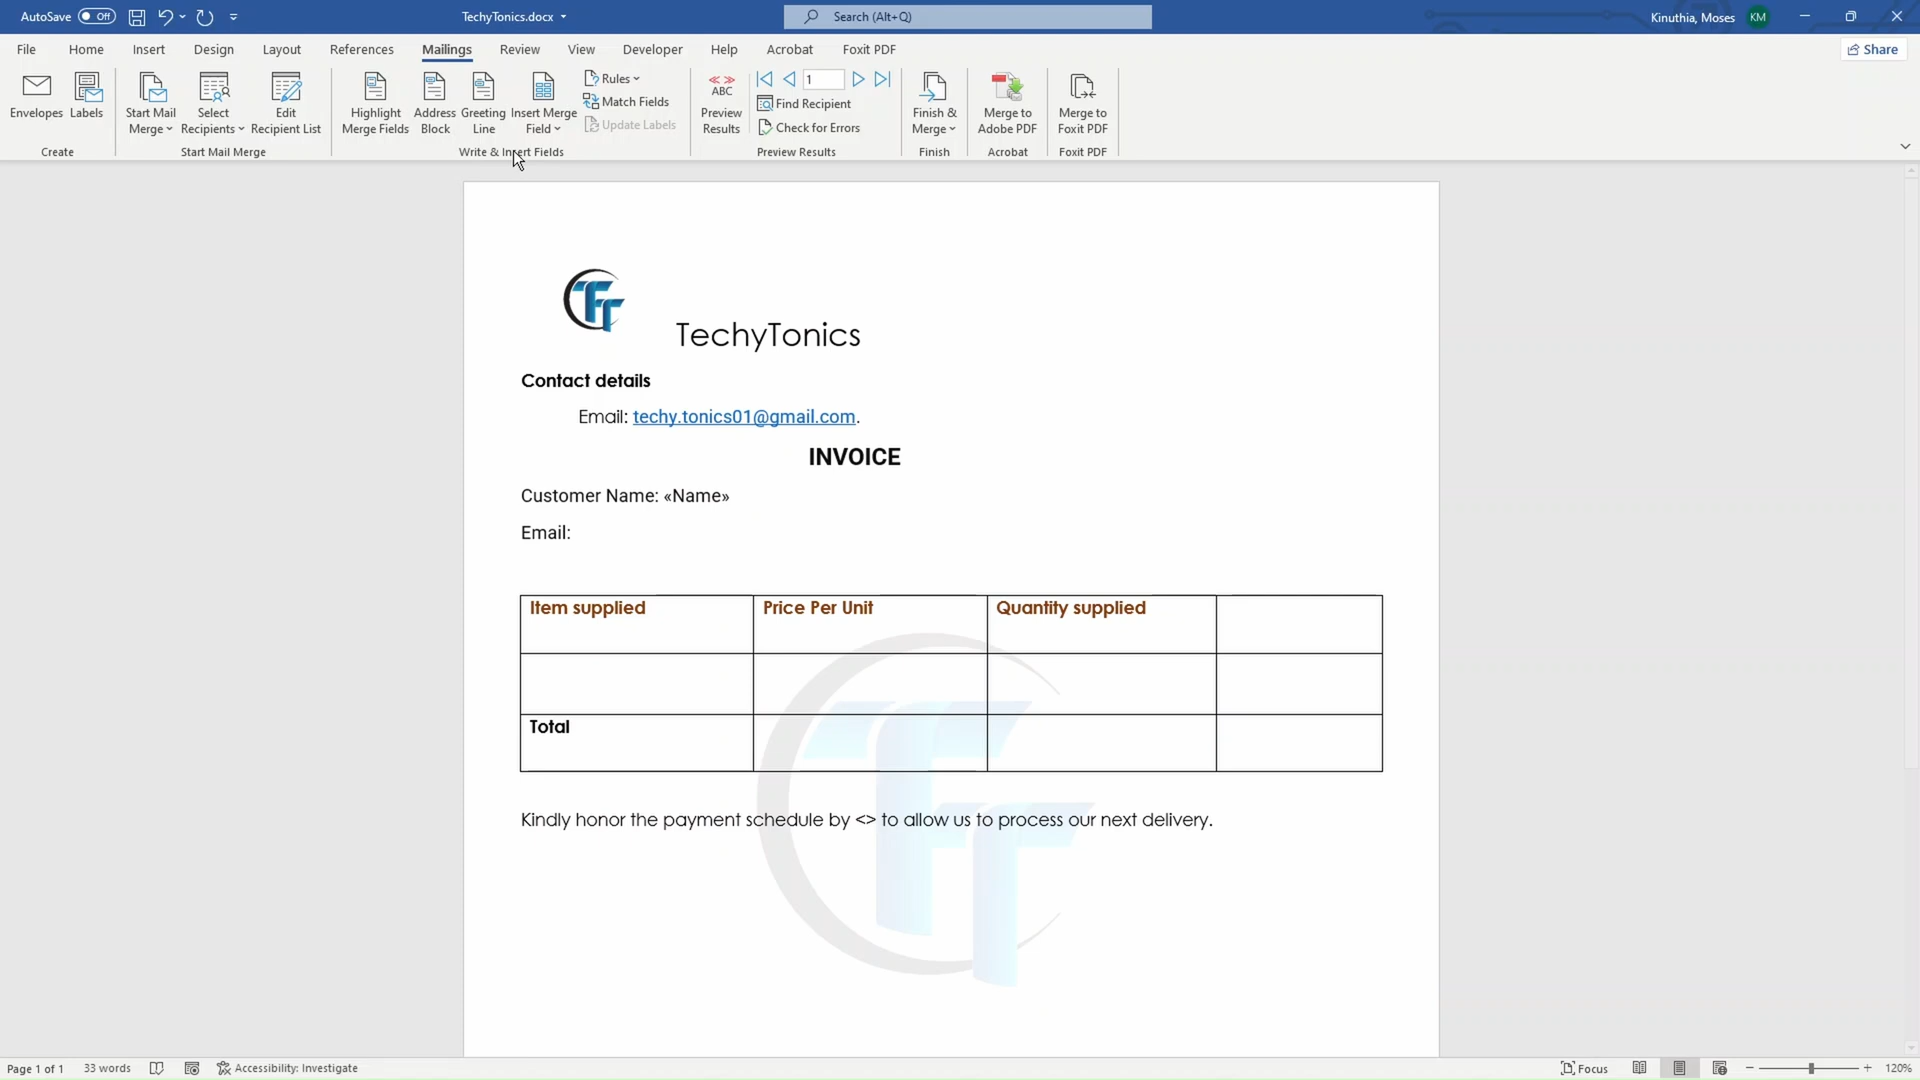 AutoSave Off TechyTonics.docx Search (Alt+Q) Kinuthia, Moses KM
File Home Insert Design Layout References Mailings Review View Developer Help Acrobat Foxit PDF Share
Envelopes
Labels
Start Mail
Merge
Select
Recipients
Edit
Recipient List
Highlight
Merge Fields
Address
Block
Greeting
Line
Insert Merge
Field
Rules
Match Fields
Update Labels
ABC
Preview
Results
1
Find Recipient
Check for Errors
Finish &
Merge
Merge to
Adobe PDF
Merge to
Foxit PDF
Create Start Mail Merge Write & Insert Fields Preview Results Finish Acrobat Foxit PDF
TechyTonics
Contact details
Email: techy.tonics01@gmail.com.
INVOICE
Customer Name: «Name»
Email:
Item supplied Price Per Unit Quantity supplied
Total
Kindly honor the payment schedule by <> to allow us to process our next delivery.
Page 1 of 1 33 words Accessibility: Investigate Focus 120%